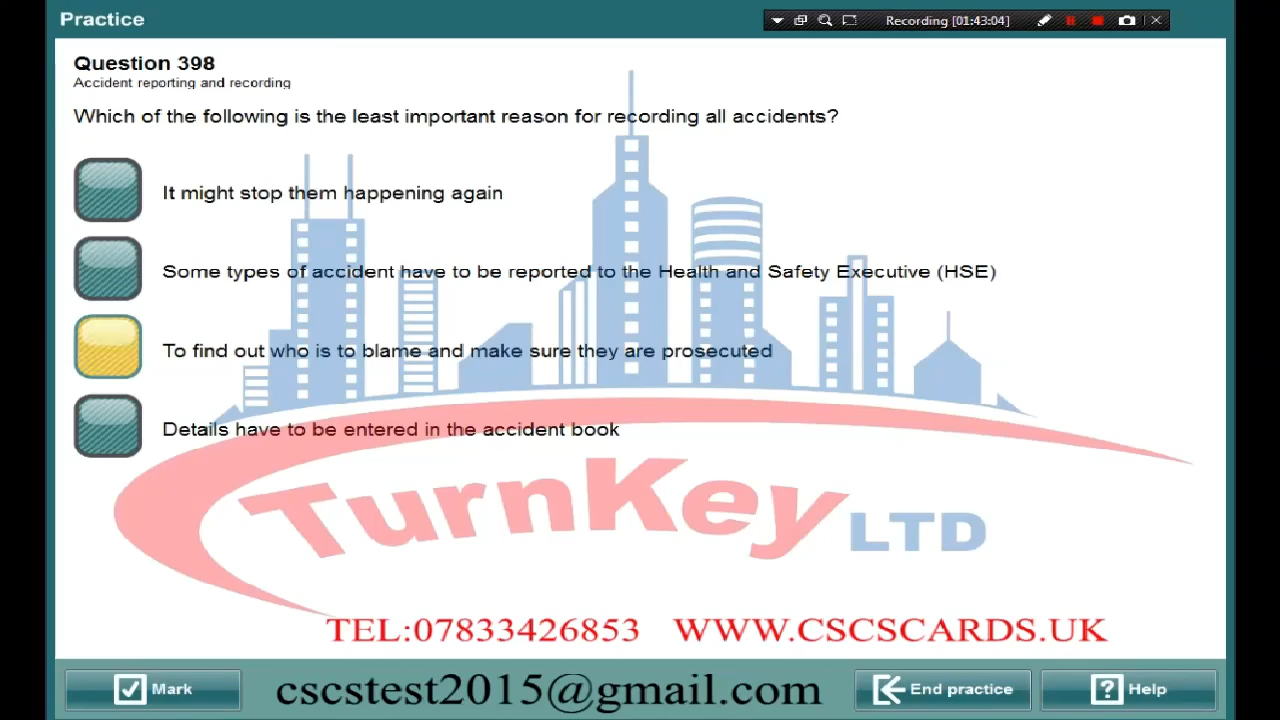 Practice
Recording [01:43:04]
Question 398
Accident reporting and recording
Which of the following is the least important reason for recording all accidents?
It might stop them happening again
Some types of accident have to be reported to the Health and Safety Executive (HSE)
To find out who is to blame and make sure they are prosecuted
Details have to be entered in the accident book
TurnKey LTD
TEL:07833426853 WWW.CSCSCARDS.UK
Mark cscstest2015@gmail.com End practice Help